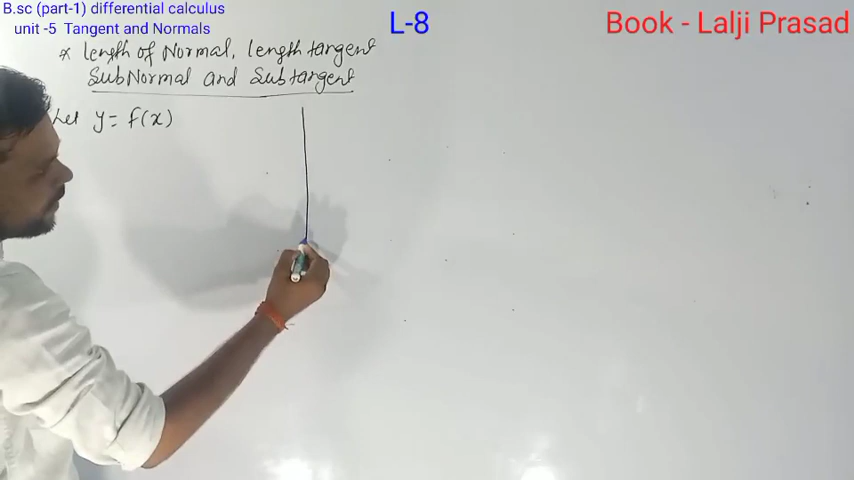 B.sc (part-1) differential calculus
unit -5 Tangent and Normals
L-8
Book - Lalji Prasad
* length of Normal, length tangent
SubNormal and Subtangent
Let y = f(x)